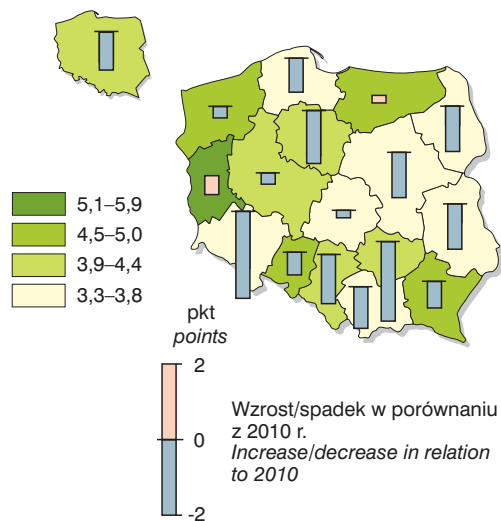 5,1–5,9
4,5–5,0
3,9–4,4
3,3–3,8
pkt
points
2
0
-2
Wzrost/spadek w porównaniu
z 2010 r.
Increase/decrease in relation
to 2010